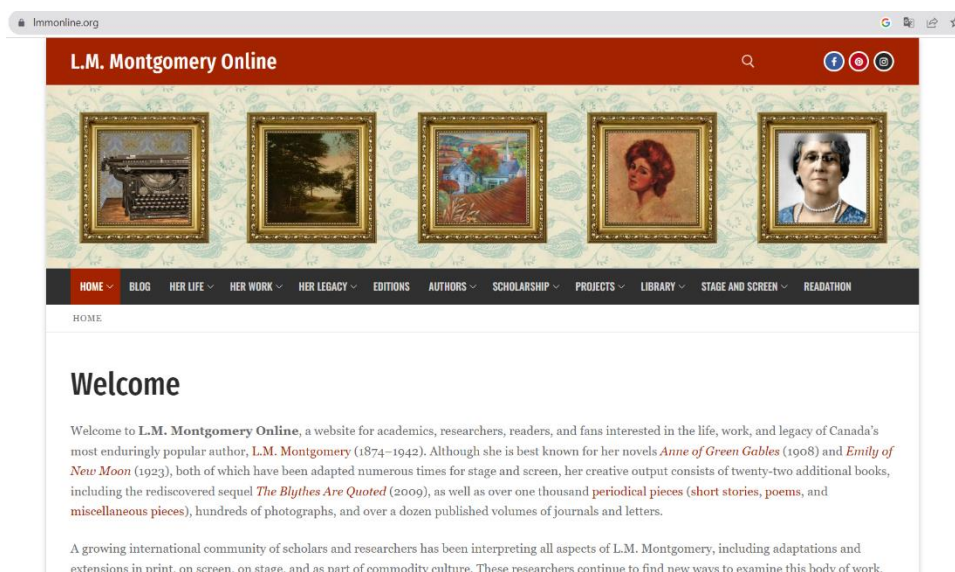 lmmonline.org
L.M. Montgomery Online
HOME BLOG HER LIFE HER WORK HER LEGACY EDITIONS AUTHORS SCHOLARSHIP PROJECTS LIBRARY STAGE AND SCREEN READATHON
HOME
Welcome
Welcome to L.M. Montgomery Online, a website for academics, researchers, readers, and fans interested in the life, work, and legacy of Canada's
most enduringly popular author, L.M. Montgomery (1874–1942). Although she is best known for her novels Anne of Green Gables (1908) and Emily of
New Moon (1923), both of which have been adapted numerous times for stage and screen, her creative output consists of twenty-two additional books,
including the rediscovered sequel The Blythes Are Quoted (2009), as well as over one thousand periodical pieces (short stories, poems, and
miscellaneous pieces), hundreds of photographs, and over a dozen published volumes of journals and letters.
A growing international community of scholars and researchers has been interpreting all aspects of L.M. Montgomery, including adaptations and
extensions in print, on screen, on stage, and as part of commodity culture. These researchers continue to find new ways to examine this body of work,